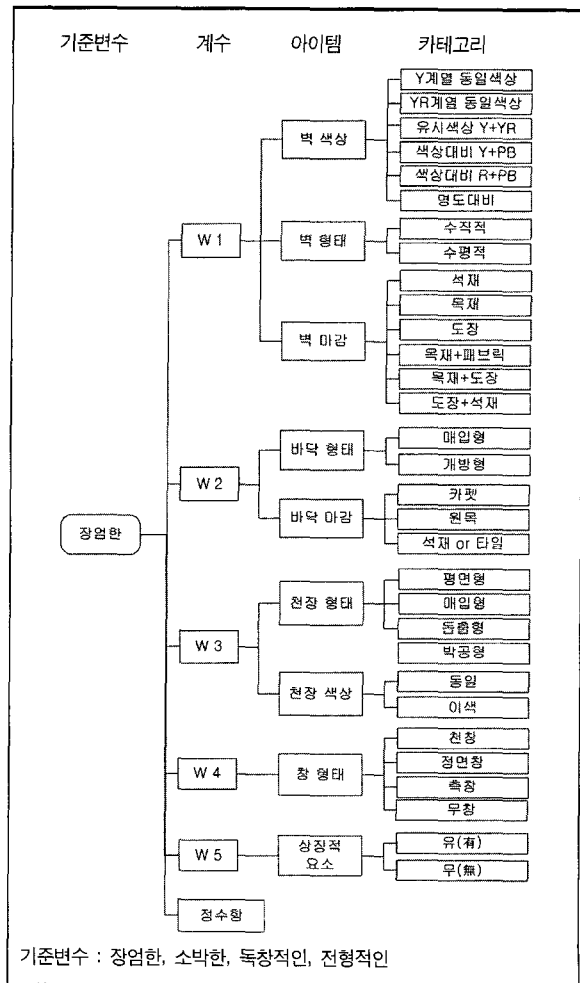 기준변수 계수 아이템 카테고리
Y계열 동일색상
YR계열 동일색상
유사색상 Y+YR
벽 색상
색상대비 Y+PB
색상대비 R+PB
명도대비
W 1
벽 형태
수직적
수평적
석재
목재
벽 마감
도장
목재+패브릭
목재+도장
도장+석재
바닥 형태
매입형
개방형
W 2
바닥 마감
카펫
원목
석재 or 타일
장엄한
평면형
천장 형태
매입형
돌출형
박공형
W 3
천장 색상
동일
이색
천창
W 4
창 형태
정면창
측창
무창
W 5
상징적
요소
유(有)
무(無)
정수항
기준변수 : 장엄한, 소박한, 독창적인, 전형적인